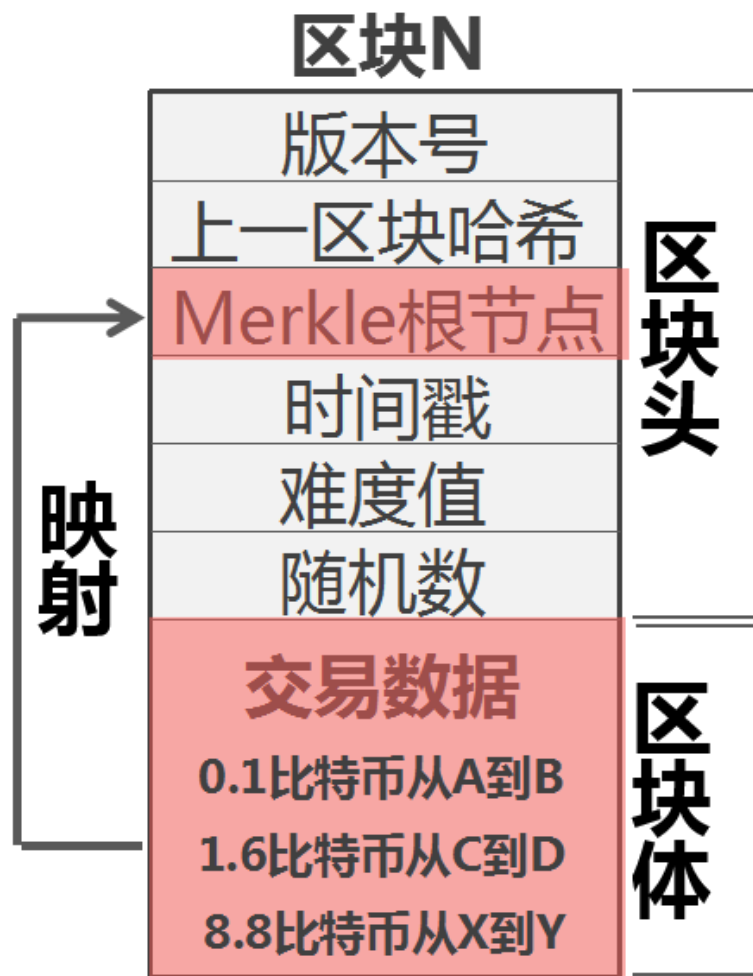 区块N
版本号
上一区块哈希
Merkle根节点
时间戳
难度值
随机数
交易数据
0.1比特币从A到B
1.6比特币从C到D
8.8比特币从X到Y
映射
区块头
区块体